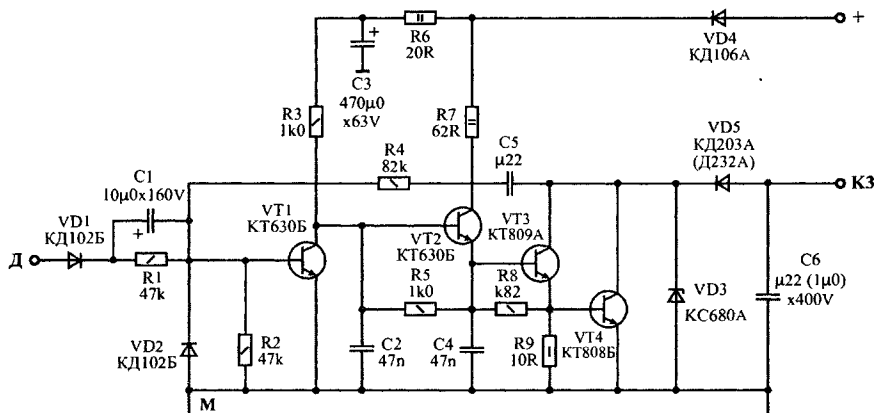 R6
20R
+
VD4
КД106А
C3
470µ0
x63V
+
R3
1k0
R7
62R
R4
82k
C5
µ22
VD5
КД203А
(Д232А)
КЗ
C1
10µ0x160V
+
VT1
КТ630Б
VT2
КТ630Б
VT3
КТ809А
VD1
КД102Б
Д
R1
47k
R5
1k0
R8
k82
C6
µ22 (1µ0)
x400V
VD3
КС680А
VT4
КТ808Б
VD2
КД102Б
R2
47k
C2
47n
C4
47n
R9
10R
М